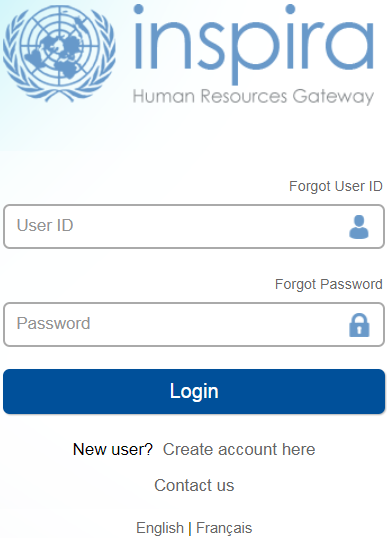 inspira
Human Resources Gateway
Forgot User ID
User ID
Forgot Password
Password
Login
New user? Create account here
Contact us
English | Français